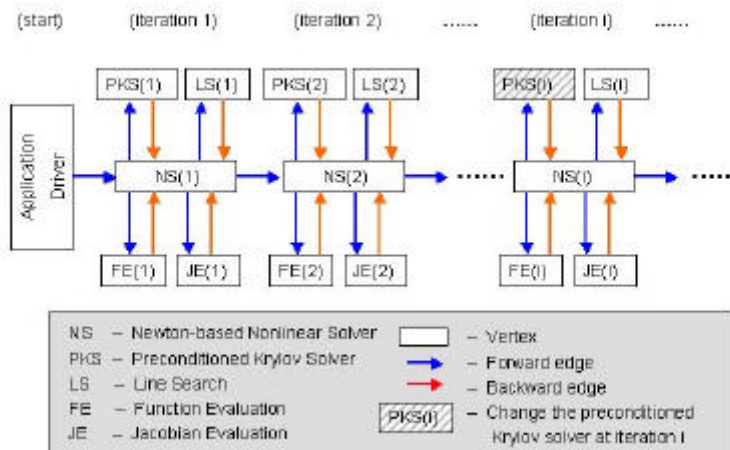 (start) (iteration 1) (iteration 2) ...... (iteration i) ......
PKS(1) LS(1) PKS(2) LS(2) PKS(i) LS(i)
Application
Driver
NS(1) NS(2) ...... NS(i) ......
FE(1) JE(1) FE(2) JE(2) FE(i) JE(i)
NS – Newton-based Nonlinear Solver
PKS – Preconditioned Krylov Solver
LS – Line Search
FE – Function Evaluation
JE – Jacobian Evaluation
– Vertex
– Forward edge
– Backward edge
PKS(i) – Change the preconditioned
Krylov solver at iteration i